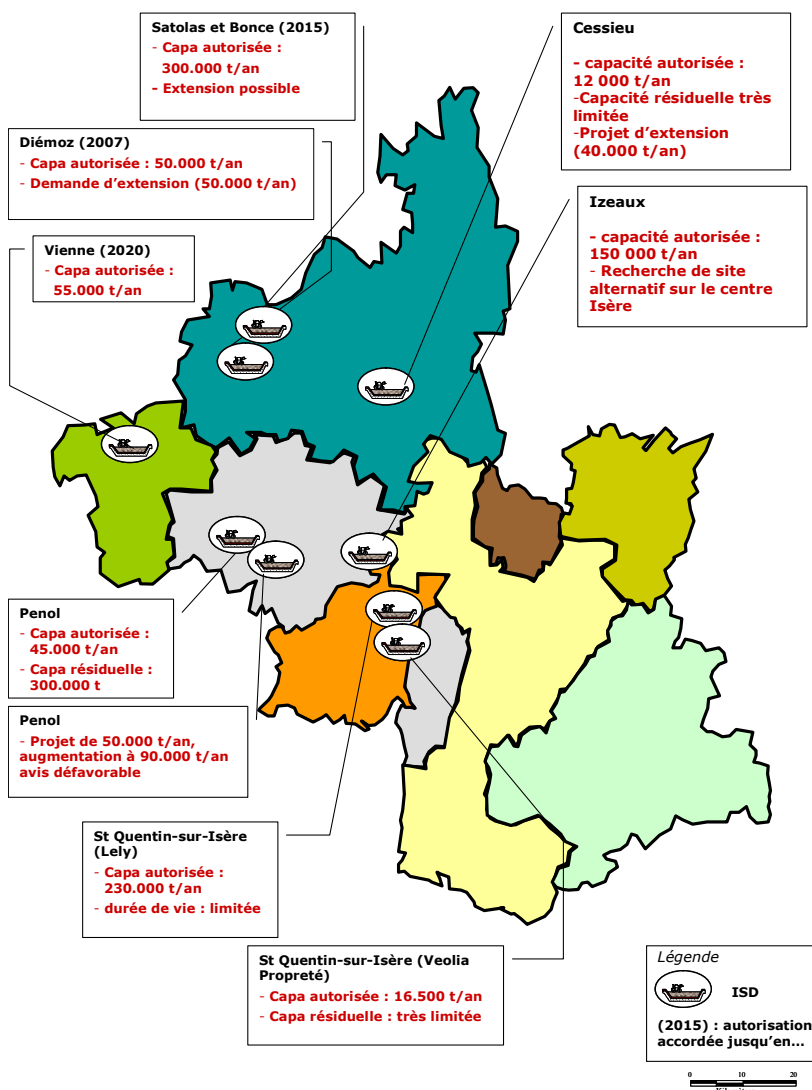 Satolas et Bonce (2015)
- Capa autorisée :
300.000 t/an
- Extension possible
Cessieu
- capacité autorisée :
12 000 t/an
-Capacité résiduelle très
limitée
-Projet d'extension
(40.000 t/an)
Diémoz (2007)
- Capa autorisée : 50.000 t/an
- Demande d'extension (50.000 t/an)
Izeaux
- capacité autorisée :
150 000 t/an
- Recherche de site
alternatif sur le centre
Isère
Vienne (2020)
- Capa autorisée :
55.000 t/an
Penol
- Capa autorisée :
45.000 t/an
- Capa résiduelle :
300.000 t
Penol
- Projet de 50.000 t/an,
augmentation à 90.000 t/an
avis défavorable
St Quentin-sur-Isère
(Lely)
- Capa autorisée :
230.000 t/an
- durée de vie : limitée
St Quentin-sur-Isère (Veolia
Propreté)
- Capa autorisée : 16.500 t/an
- Capa résiduelle : très limitée
Légende
ISD
(2015) : autorisation
accordée jusqu'en...
0 10 20